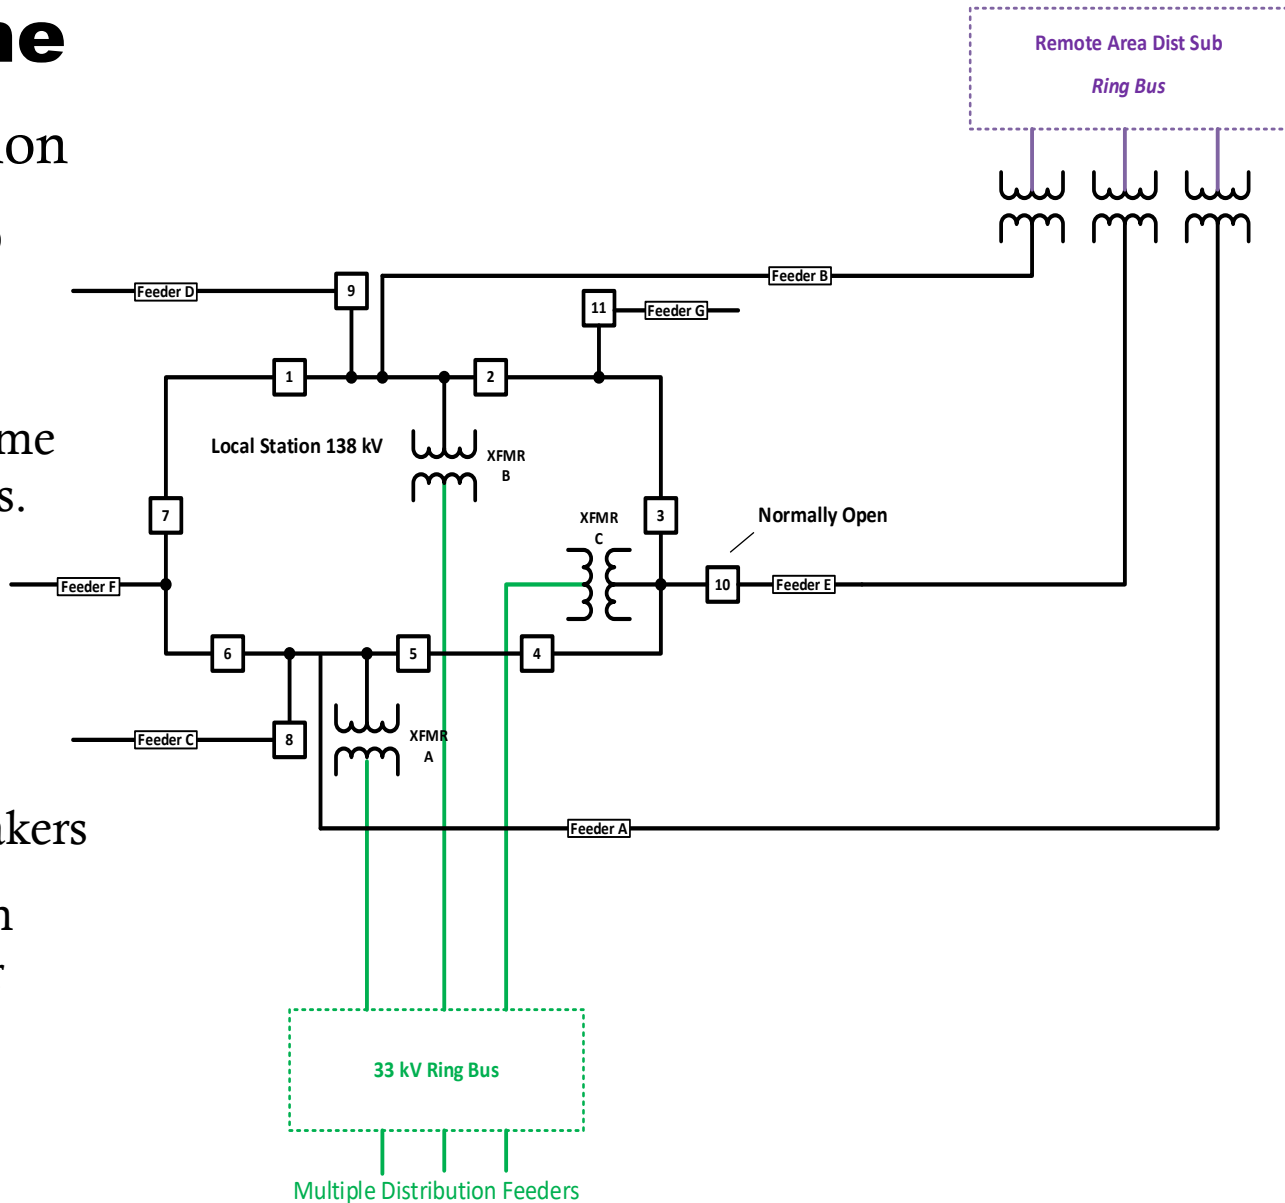 ne
ion
me
s.
akers
Remote Area Dist Sub
Ring Bus
Feeder B
Feeder D
9
11
Feeder G
1
2
Local Station 138 kV
XFMR
B
7
3
Normally Open
XFMR
C
Feeder F
10
Feeder E
6
5
4
Feeder C
8
XFMR
A
Feeder A
33 kV Ring Bus
Multiple Distribution Feeders